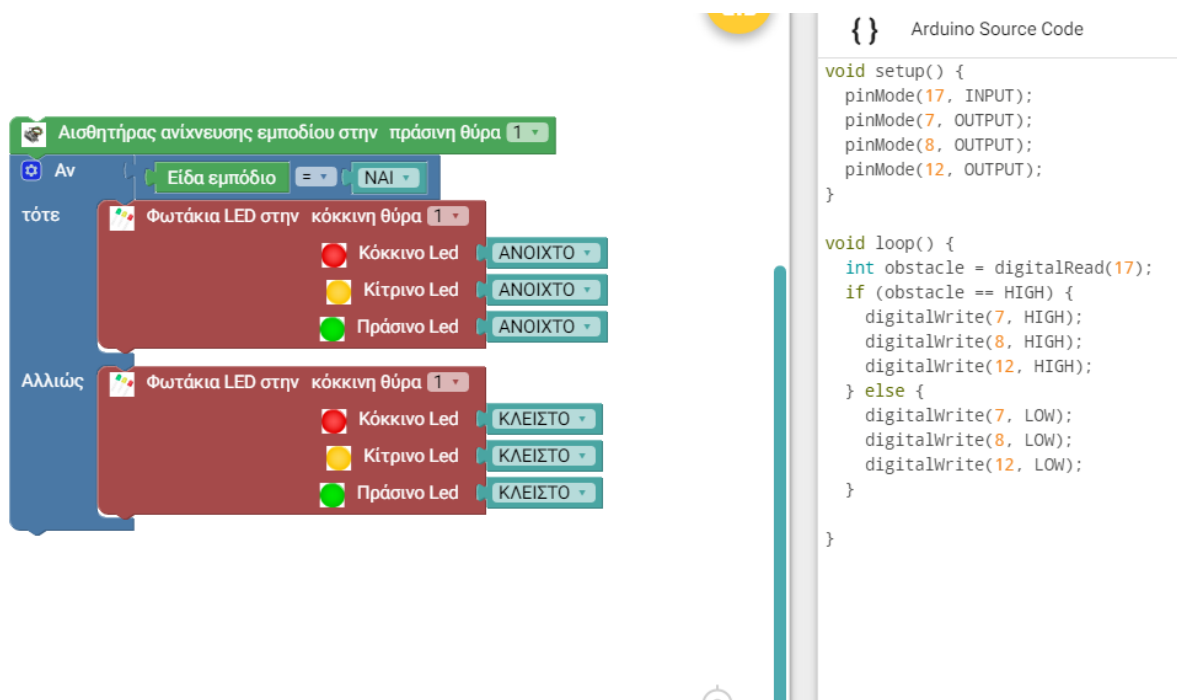 Αισθητήρας ανίχνευσης εμποδίου στην πράσινη θύρα 1
Αν Είδα εμπόδιο = ΝΑΙ
τότε Φωτάκια LED στην κόκκινη θύρα 1
Κόκκινο Led ΑΝΟΙΧΤΟ
Κίτρινο Led ΑΝΟΙΧΤΟ
Πράσινο Led ΑΝΟΙΧΤΟ
Αλλιώς Φωτάκια LED στην κόκκινη θύρα 1
Κόκκινο Led ΚΛΕΙΣΤΟ
Κίτρινο Led ΚΛΕΙΣΤΟ
Πράσινο Led ΚΛΕΙΣΤΟ
{ } Arduino Source Code
void setup() {
  pinMode(17, INPUT);
  pinMode(7, OUTPUT);
  pinMode(8, OUTPUT);
  pinMode(12, OUTPUT);
}
void loop() {
  int obstacle = digitalRead(17);
  if (obstacle == HIGH) {
    digitalWrite(7, HIGH);
    digitalWrite(8, HIGH);
    digitalWrite(12, HIGH);
  } else {
    digitalWrite(7, LOW);
    digitalWrite(8, LOW);
    digitalWrite(12, LOW);
  }
}